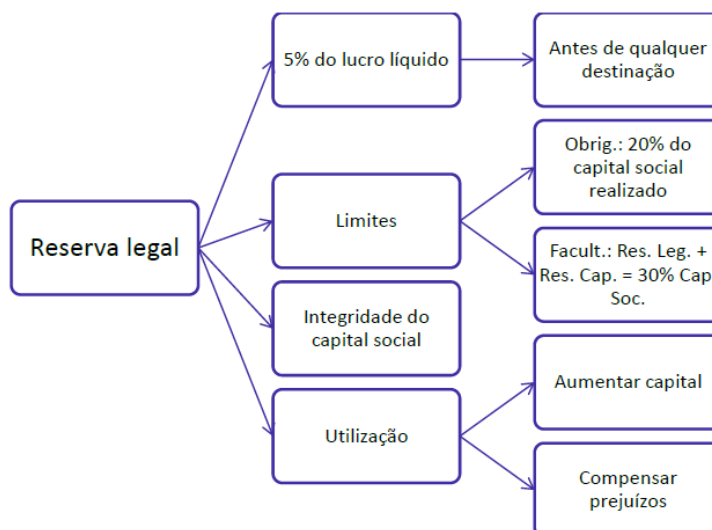 Reserva legal
5% do lucro líquido
Antes de qualquer
destinação
Limites
Obrig.: 20% do
capital social
realizado
Facult.: Res. Leg. +
Res. Cap. = 30% Cap
Soc.
Integridade do
capital social
Utilização
Aumentar capital
Compensar
prejuízos